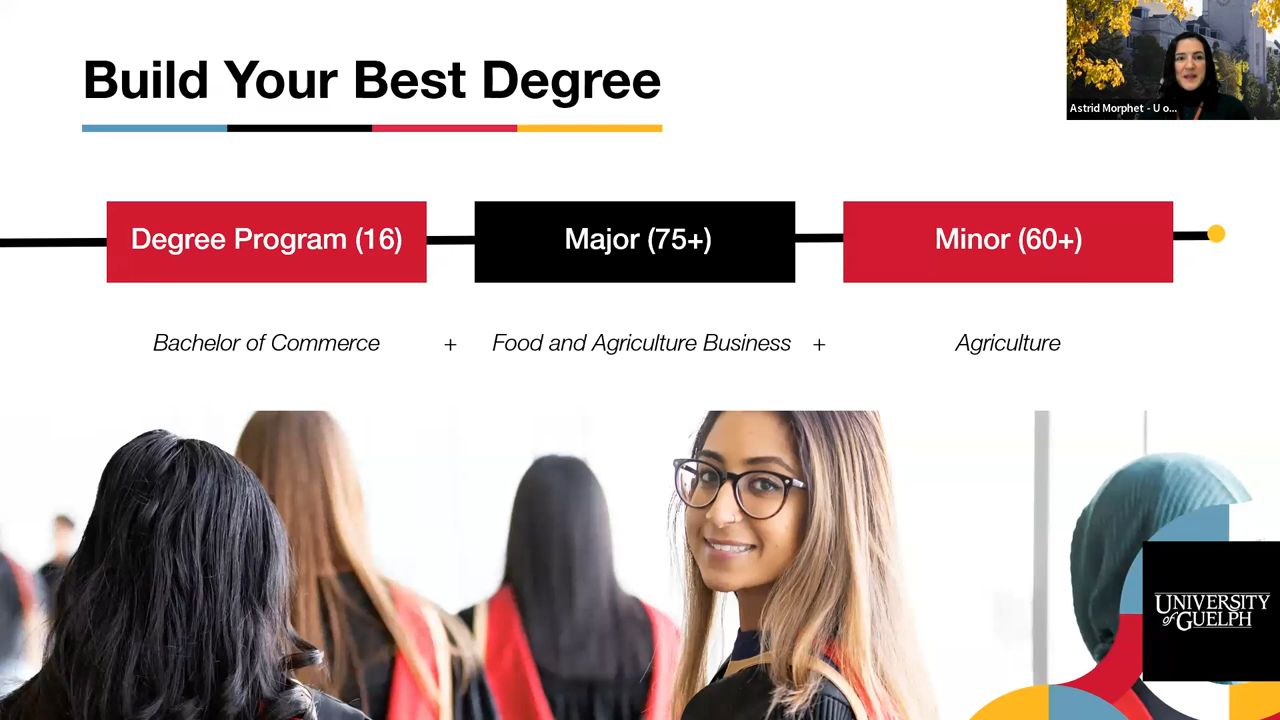 Build Your Best Degree
Astrid Morphet - U o...
Degree Program (16)
Major (75+)
Minor (60+)
Bachelor of Commerce + Food and Agriculture Business + Agriculture
UNIVERSITY
of GUELPH